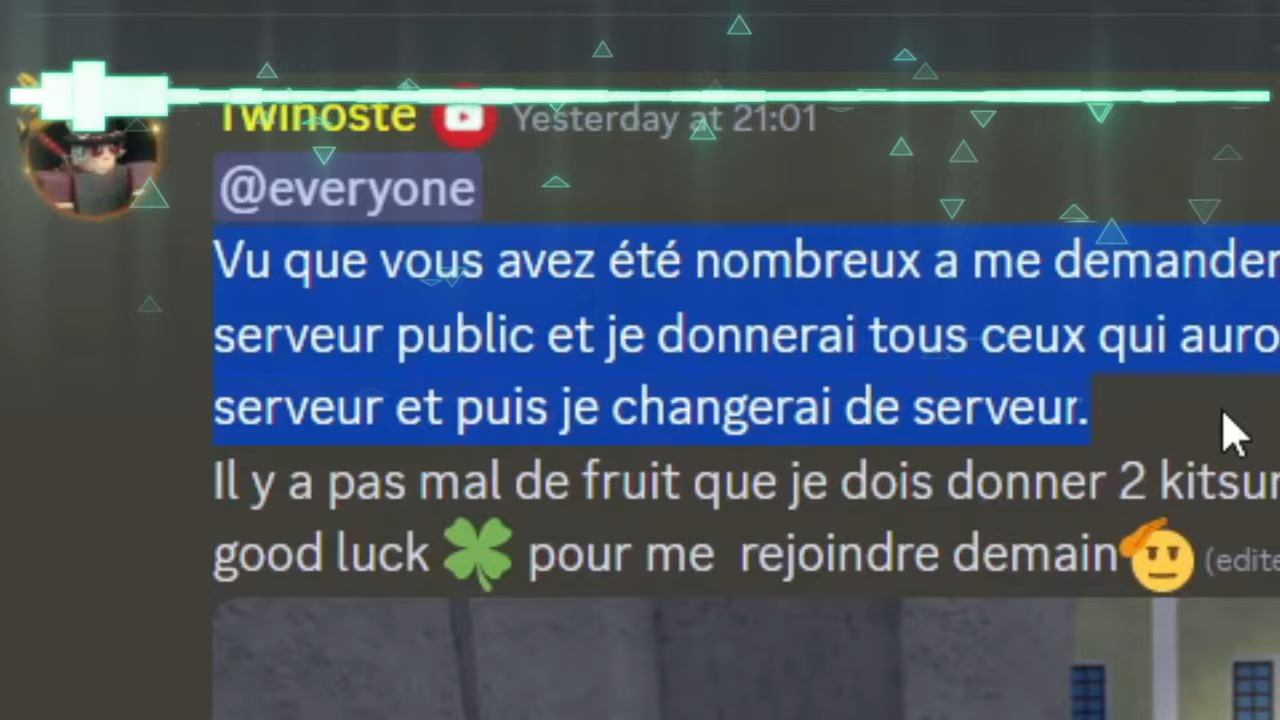 Twinoste Yesterday at 21:01
@everyone
Vu que vous avez été nombreux a me demander
serveur public et je donnerai tous ceux qui
serveur et puis je changerai de serveur.
Il y a pas mal de fruit que je dois donner 2
good luck pour me rejoindre demain